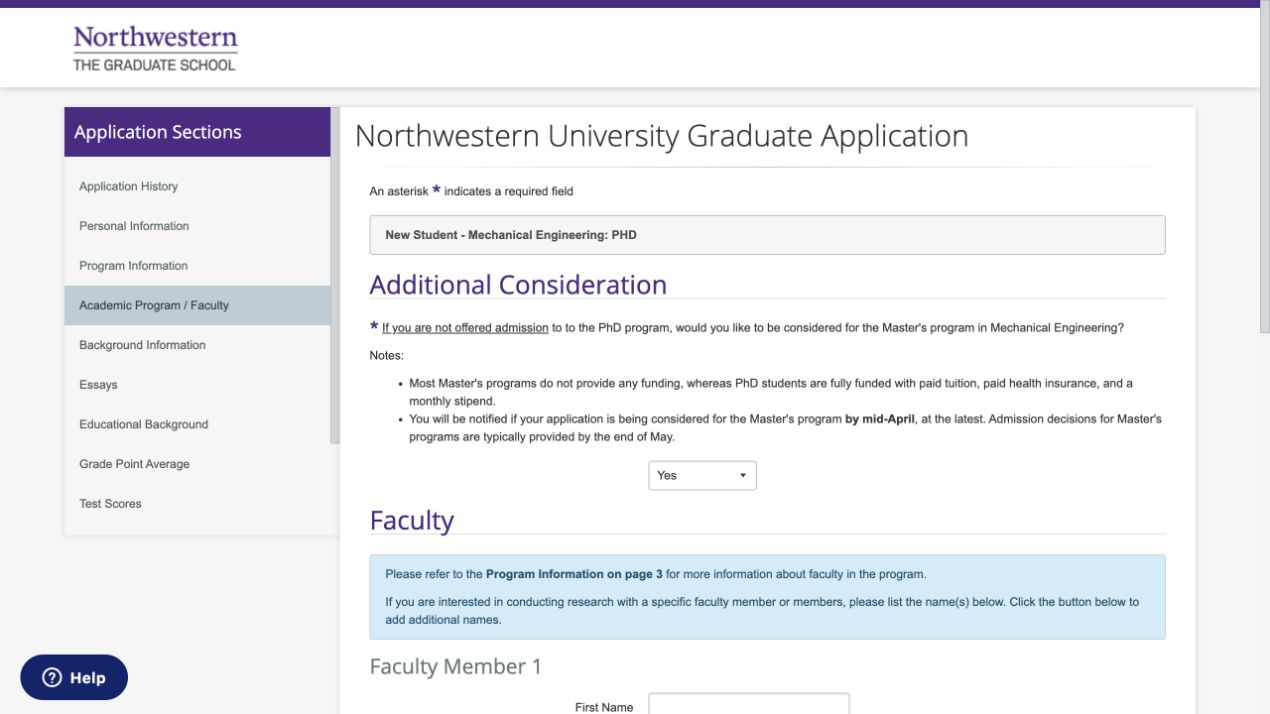 Northwestern
THE GRADUATE SCHOOL
Application Sections
Application History
Personal Information
Program Information
Academic Program / Faculty
Background Information
Essays
Educational Background
Grade Point Average
Test Scores
Northwestern University Graduate Application
An asterisk * indicates a required field
New Student - Mechanical Engineering: PHD
Additional Consideration
* If you are not offered admission to to the PhD program, would you like to be considered for the Master's program in Mechanical Engineering?
Notes:
• Most Master's programs do not provide any funding, whereas PhD students are fully funded with paid tuition, paid health insurance, and a
monthly stipend.
• You will be notified if your application is being considered for the Master's program by mid-April, at the latest. Admission decisions for Master's
programs are typically provided by the end of May.
Yes
Faculty
Please refer to the Program Information on page 3 for more information about faculty in the program.
If you are interested in conducting research with a specific faculty member or members, please list the name(s) below. Click the button below to
add additional names.
Faculty Member 1
First Name
? Help